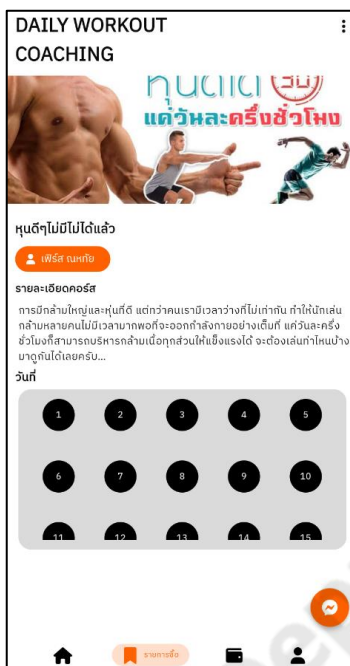 DAILY WORKOUT
COACHING
หุ่นดีได้
30
แค่วันละครึ่งชั่วโมง
หุ่นดีๆไม่มีไม่ได้แล้ว
เฟิร์ส ณหทัย
รายละเอียดคอร์ส
การมีกล้ามใหญ่และหุ่นที่ดี แต่ทว่าคนเรามีเวลาว่างที่ไม่เท่ากัน ทำให้นักเล่น
กล้ามหลายคนไม่มีเวลามากพอที่จะออกกำลังกายอย่างเต็มที่ แค่วันละครึ่ง
ชั่วโมงก็สามารถบริหารกล้ามเนื้อทุกส่วนให้แข็งแรงได้ จะต้องเล่นท่าไหนบ้าง
มาดูกันได้เลยครับ...
วันที่
1 2 3 4 5
6 7 8 9 10
11 12 13 14 15
รายการซื้อ